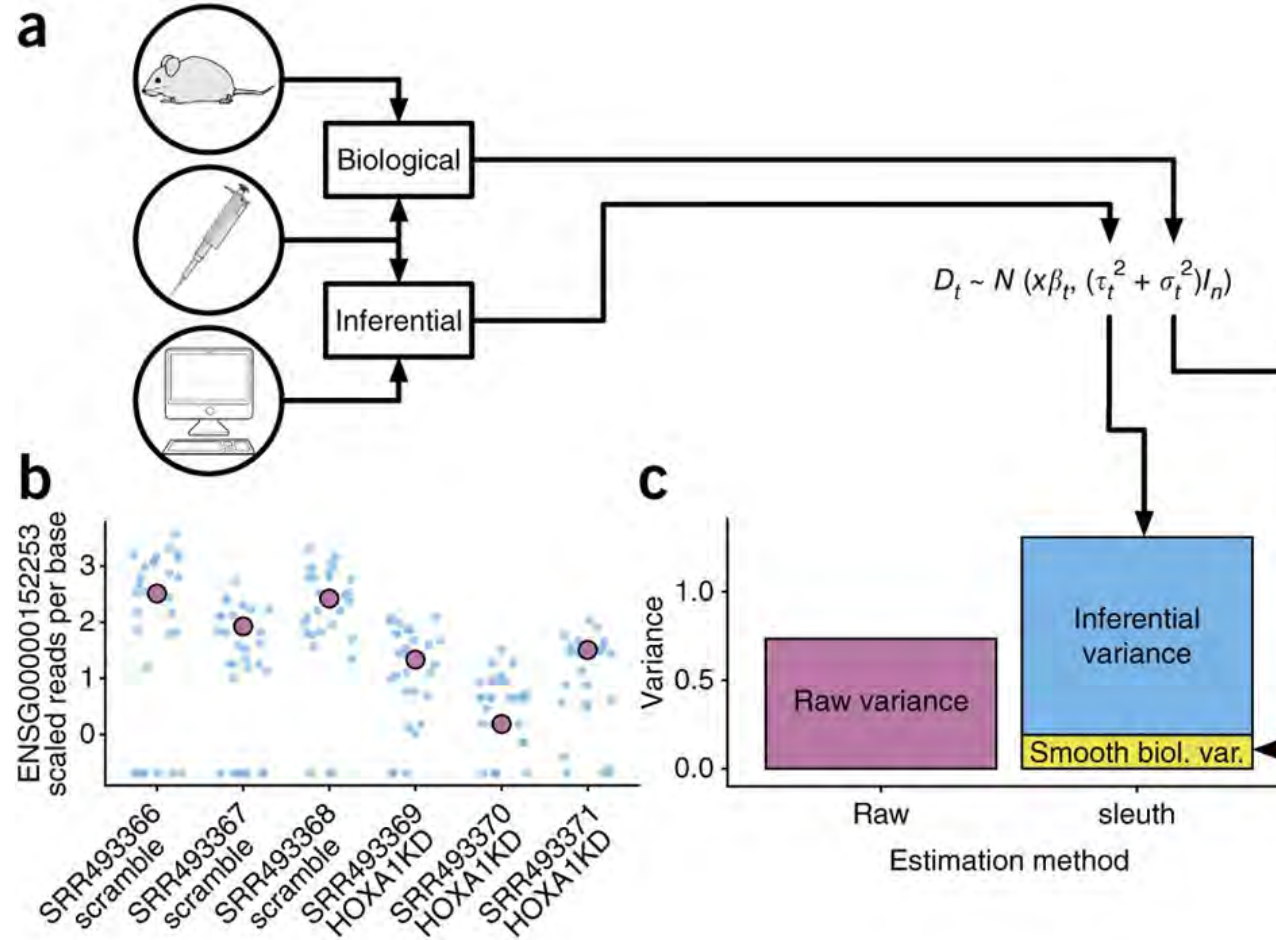 a
Biological
Inferential
D_t ~ N (xβ_t, (τ_t^2 + σ_t^2)I_n)
b
ENSG00000152253
scaled reads per base
3
2
1
0
SRR493366
scramble
SRR493367
scramble
SRR493368
scramble
SRR493369
HOXA1KD
SRR493370
HOXA1KD
SRR493371
HOXA1KD
c
Variance
1.0
0.5
0.0
Raw variance
Inferential
variance
Smooth biol. var.
Raw
sleuth
Estimation method